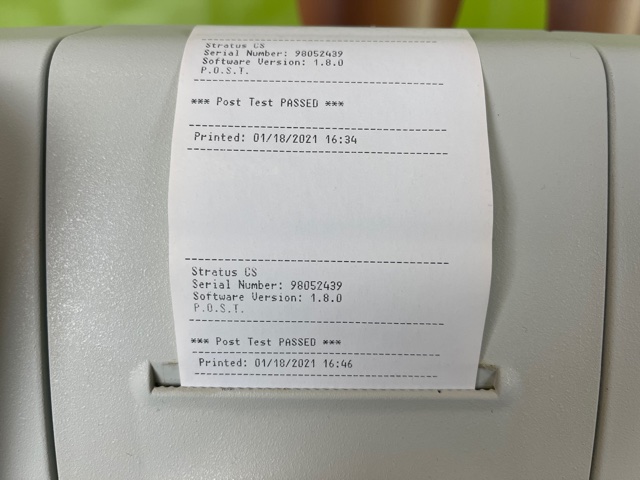 Stratus CS
Serial Number: 98052439
Software Version: 1.8.0
P.O.S.T.
*** Post Test PASSED ***
Printed: 01/18/2021 16:34
Stratus CS
Serial Number: 98052439
Software Version: 1.8.0
P.O.S.T.
*** Post Test PASSED ***
Printed: 01/18/2021 16:46